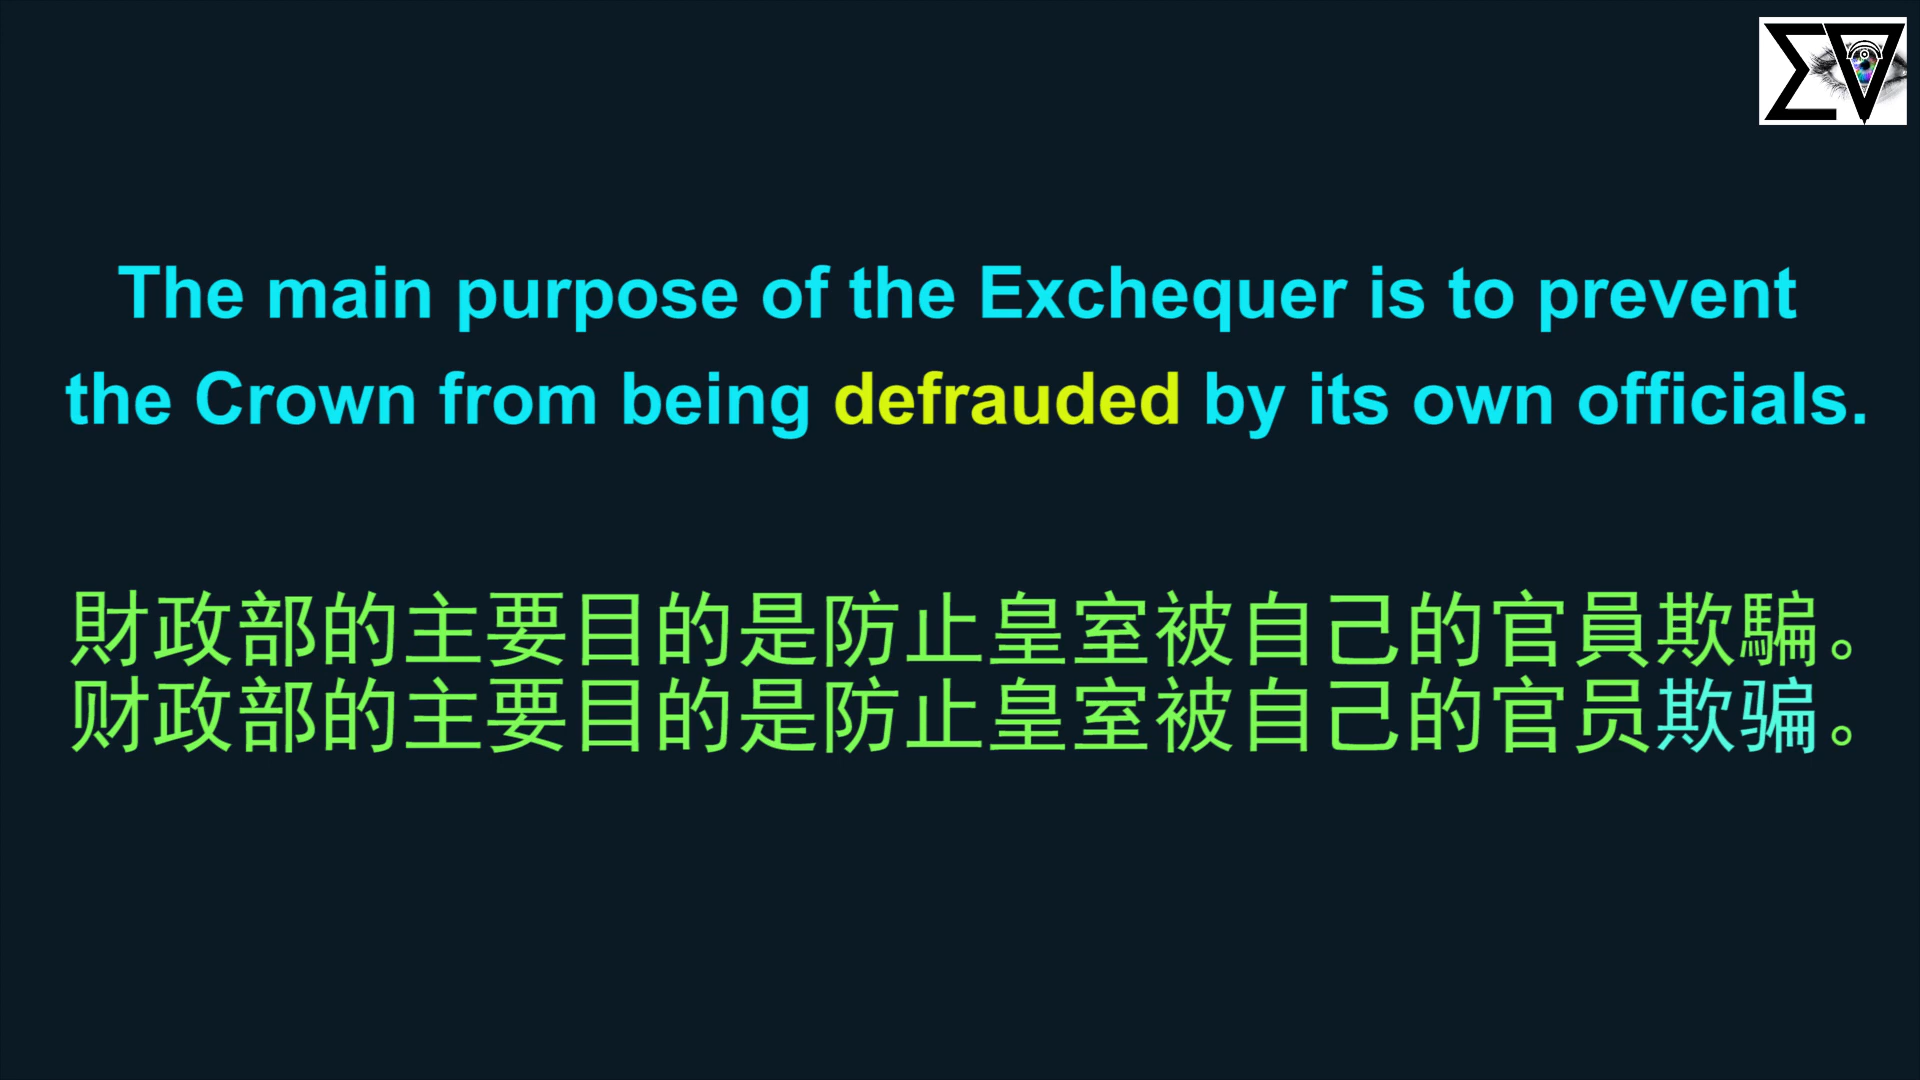 The main purpose of the Exchequer is to prevent
the Crown from being defrauded by its own officials.
財政部的主要目的是防止皇室被自己的官員欺騙。
财政部的主要目的是防止皇室被自己的官员欺骗。